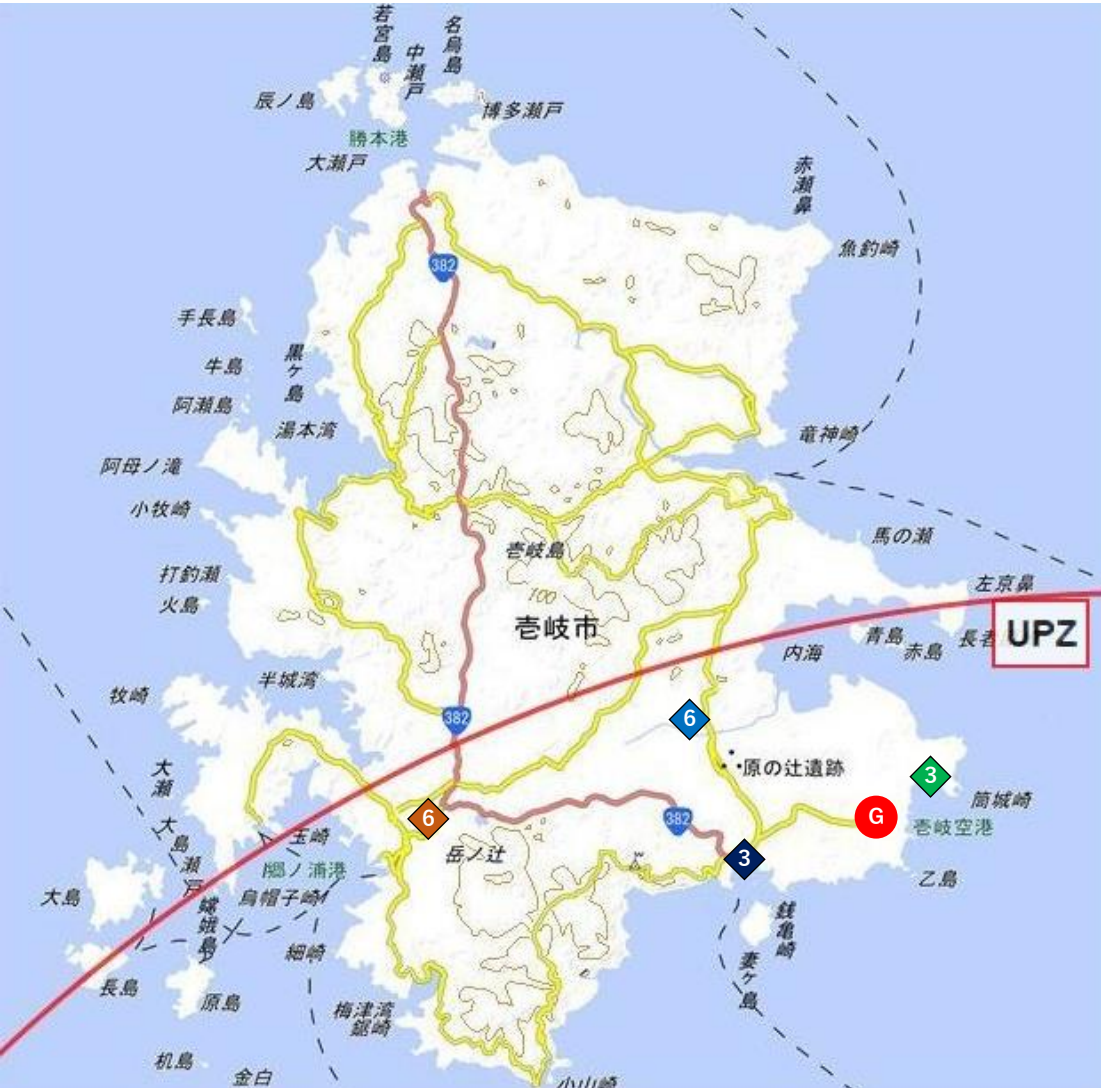 若宮島
中瀬戸
名烏島
辰ノ島
博多瀬戸
勝本港
大瀬戸
赤瀬鼻
魚釣崎
382
手長島
黒ヶ島
牛島
阿瀬島
湯本湾
竜神崎
阿母ノ滝
小牧崎
馬の瀬
壱岐島
打釣瀬
火島
100
左京鼻
壱岐市
UPZ
青島
赤島
長者
内海
半城湾
牧崎
382
6
原の辻遺跡
大瀬
3
筒城崎
大島瀬戸
6
382
G
壱岐空港
玉崎
岳ノ辻
3
郷ノ浦港
乙島
大島
烏帽子崎
銭亀崎
細崎
妻ヶ島
長島
原島
梅津湾
鋸崎
机島
金白
小山崎